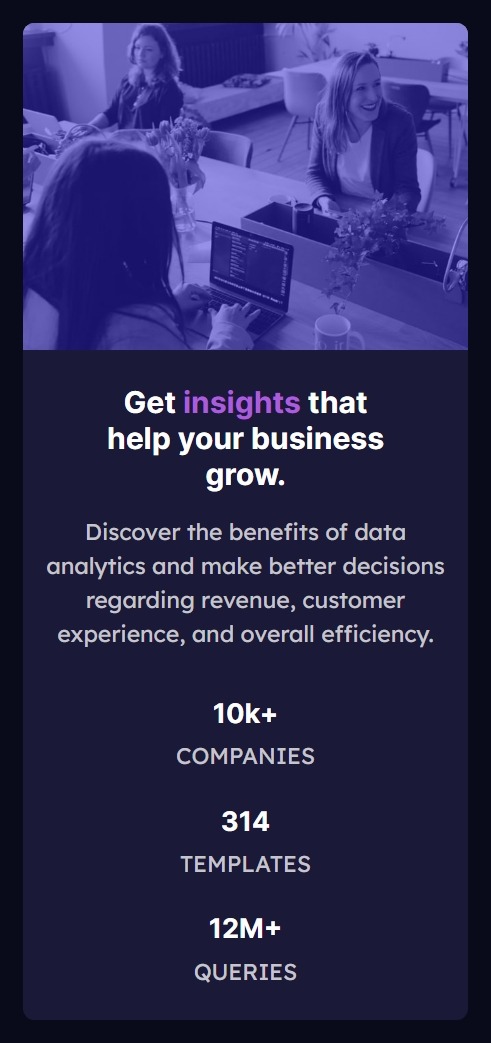 Get insights that
help your business
grow.
Discover the benefits of data
analytics and make better decisions
regarding revenue, customer
experience, and overall efficiency.
10k+
COMPANIES
314
TEMPLATES
12M+
QUERIES